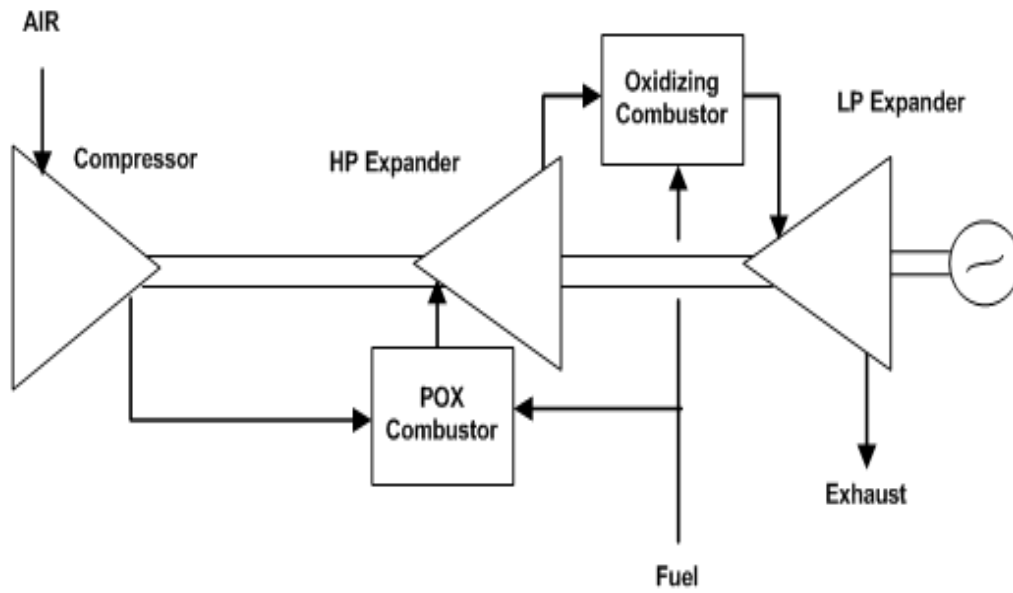 AIR
Compressor
HP Expander
Oxidizing
Combustor
LP Expander
POX
Combustor
Exhaust
Fuel